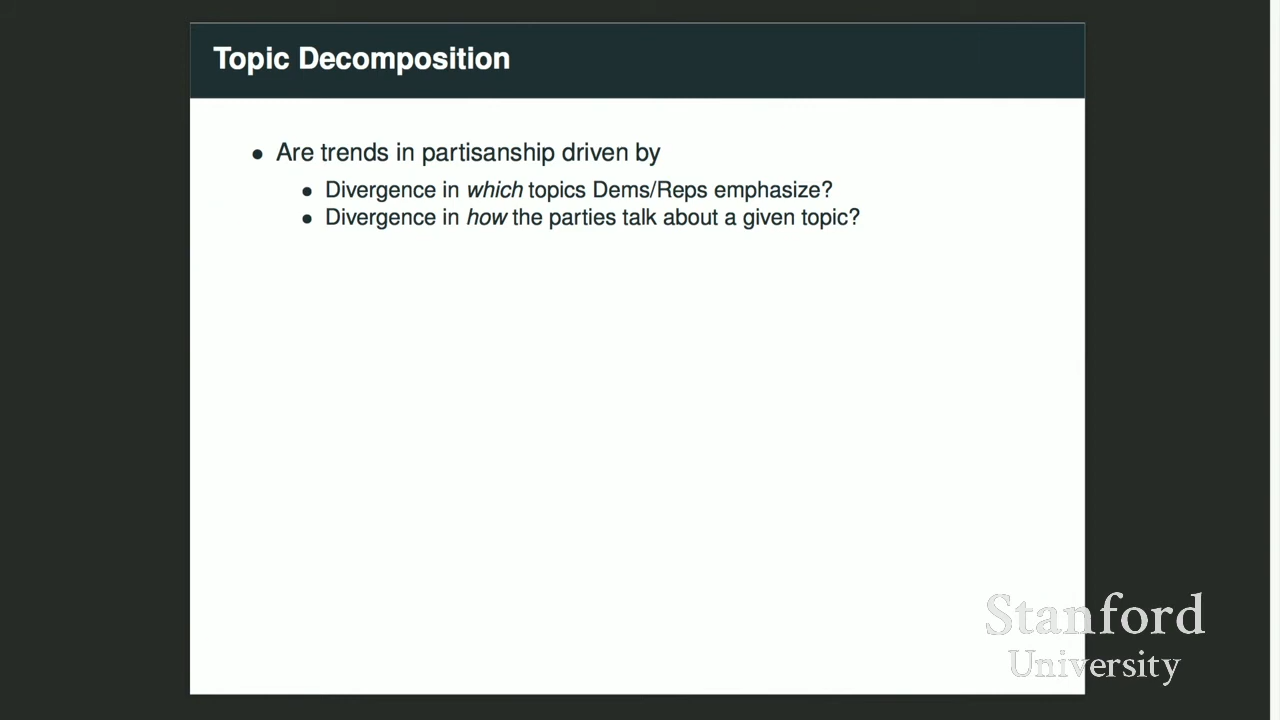 Topic Decomposition
• Are trends in partisanship driven by
• Divergence in which topics Dems/Reps emphasize?
• Divergence in how the parties talk about a given topic?
Stanford
University